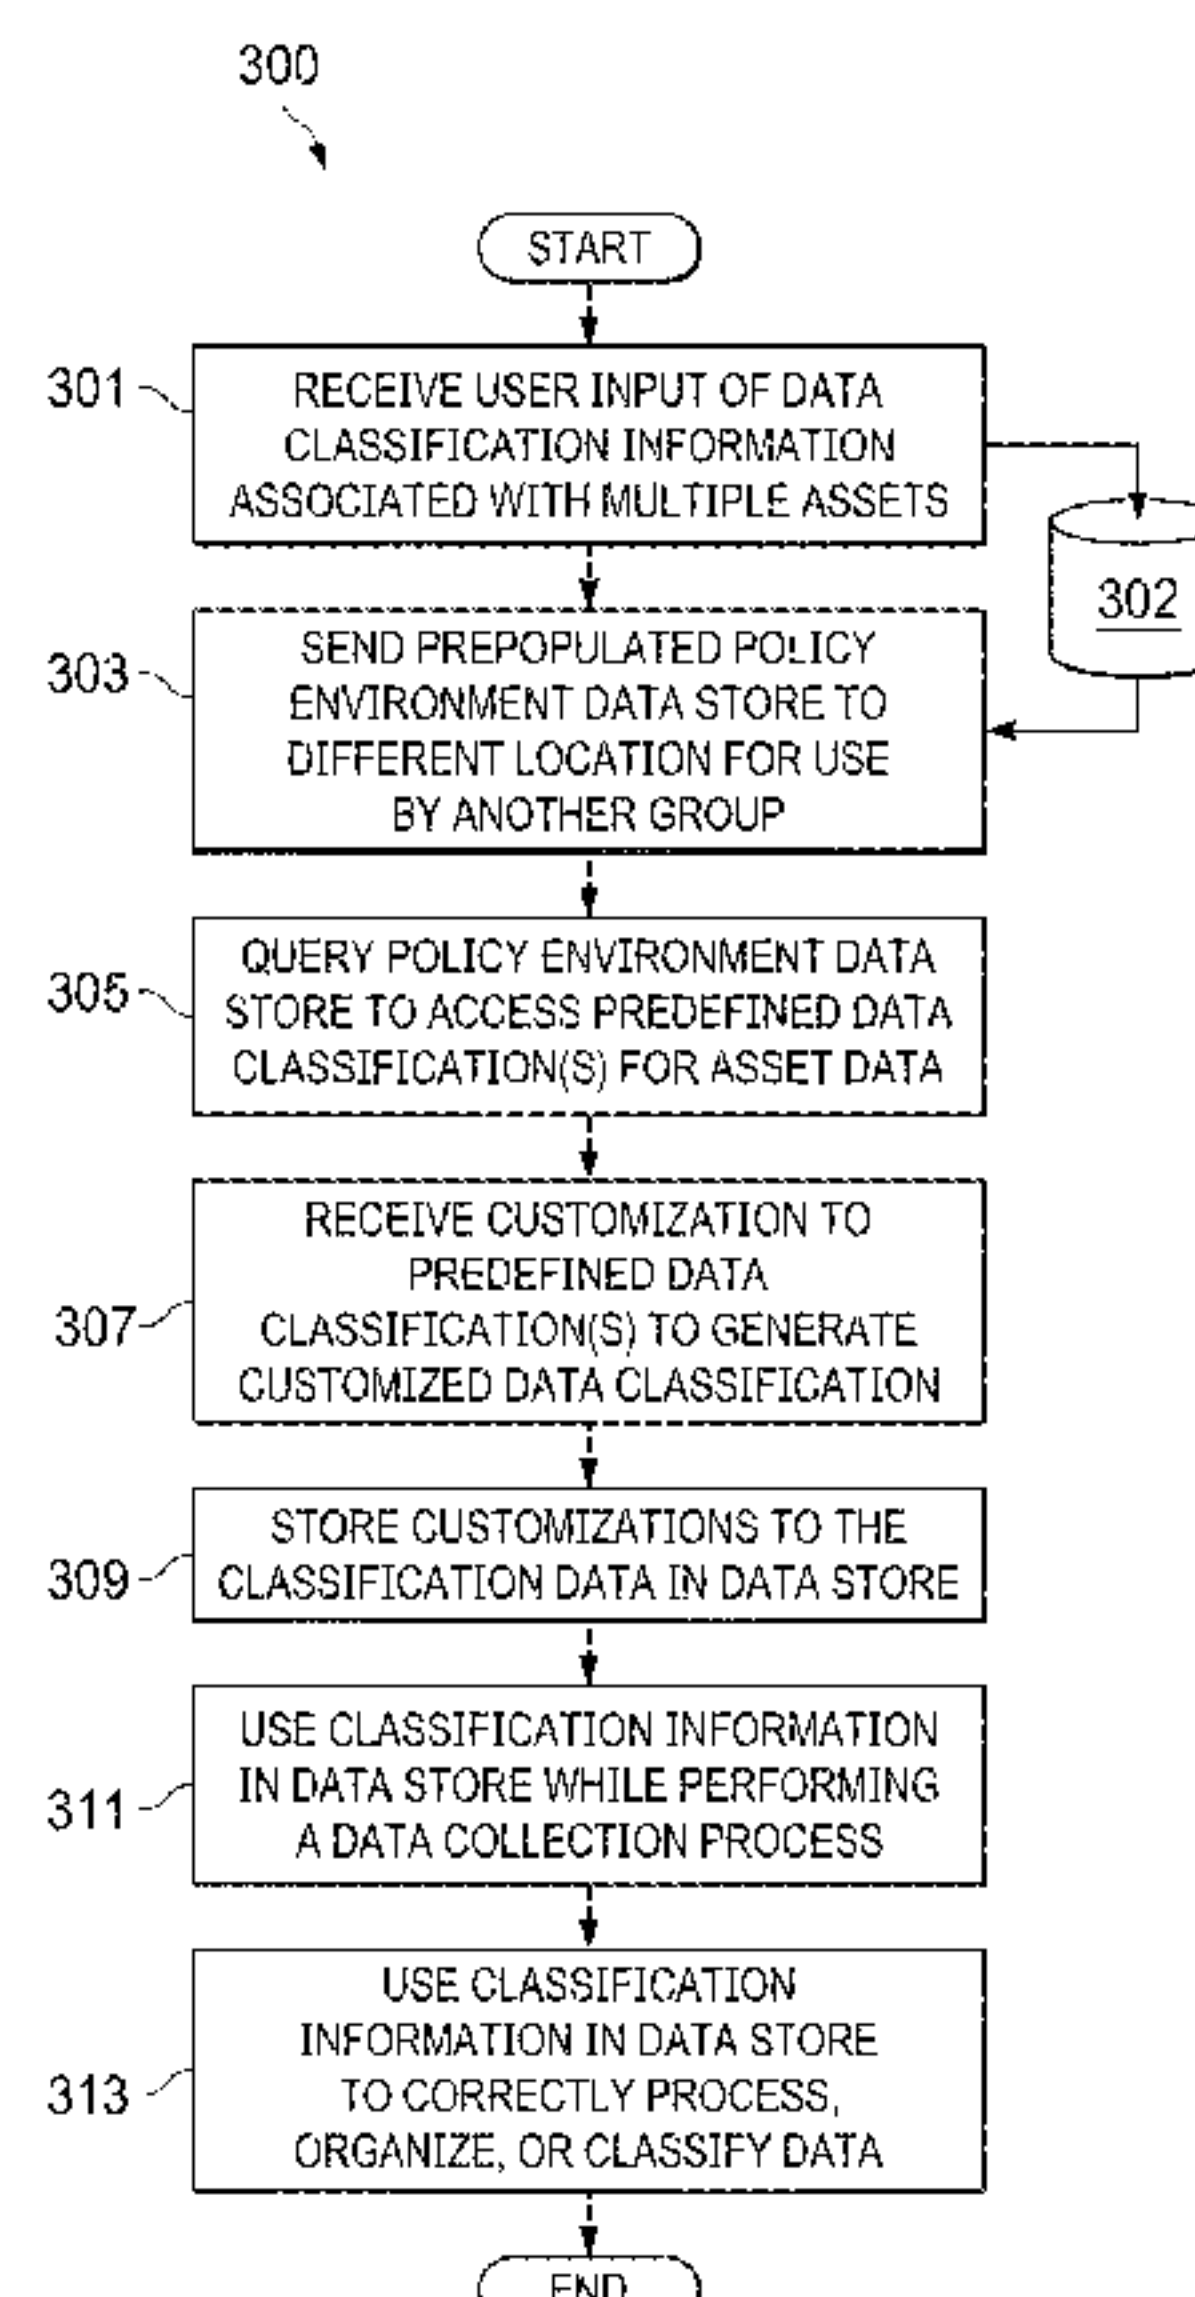 300
START
301
RECEIVE USER INPUT OF DATA
CLASSIFICATION INFORMATION
ASSOCIATED WITH MULTIPLE ASSETS
302
303
SEND PREPOPULATED POLICY
ENVIRONMENT DATA STORE TO
DIFFERENT LOCATION FOR USE
BY ANOTHER GROUP
305
QUERY POLICY ENVIRONMENT DATA
STORE TO ACCESS PREDEFINED DATA
CLASSIFICATION(S) FOR ASSET DATA
307
RECEIVE CUSTOMIZATION TO
PREDEFINED DATA
CLASSIFICATION(S) TO GENERATE
CUSTOMIZED DATA CLASSIFICATION
309
STORE CUSTOMIZATIONS TO THE
CLASSIFICATION DATA IN DATA STORE
311
USE CLASSIFICATION INFORMATION
IN DATA STORE WHILE PERFORMING
A DATA COLLECTION PROCESS
313
USE CLASSIFICATION
INFORMATION IN DATA STORE
TO CORRECTLY PROCESS,
ORGANIZE, OR CLASSIFY DATA
END